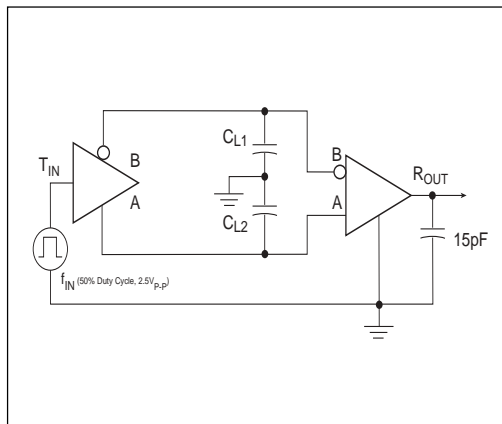 B
C_L1
B
T_IN
R_OUT
A
A
C_L2
15pF
f_IN (50% Duty Cycle, 2.5V_P-P)